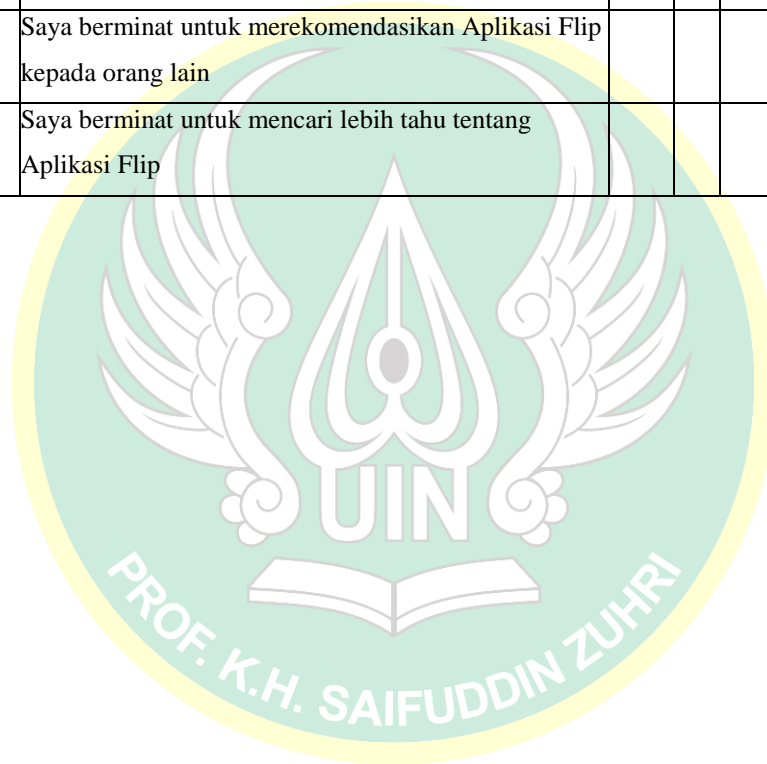 Saya berminat untuk merekomendasikan Aplikasi Flip
kepada orang lain
Saya berminat untuk mencari lebih tahu tentang
Aplikasi Flip
UIN
PROF. K.H. SAIFUDDIN ZUHRI